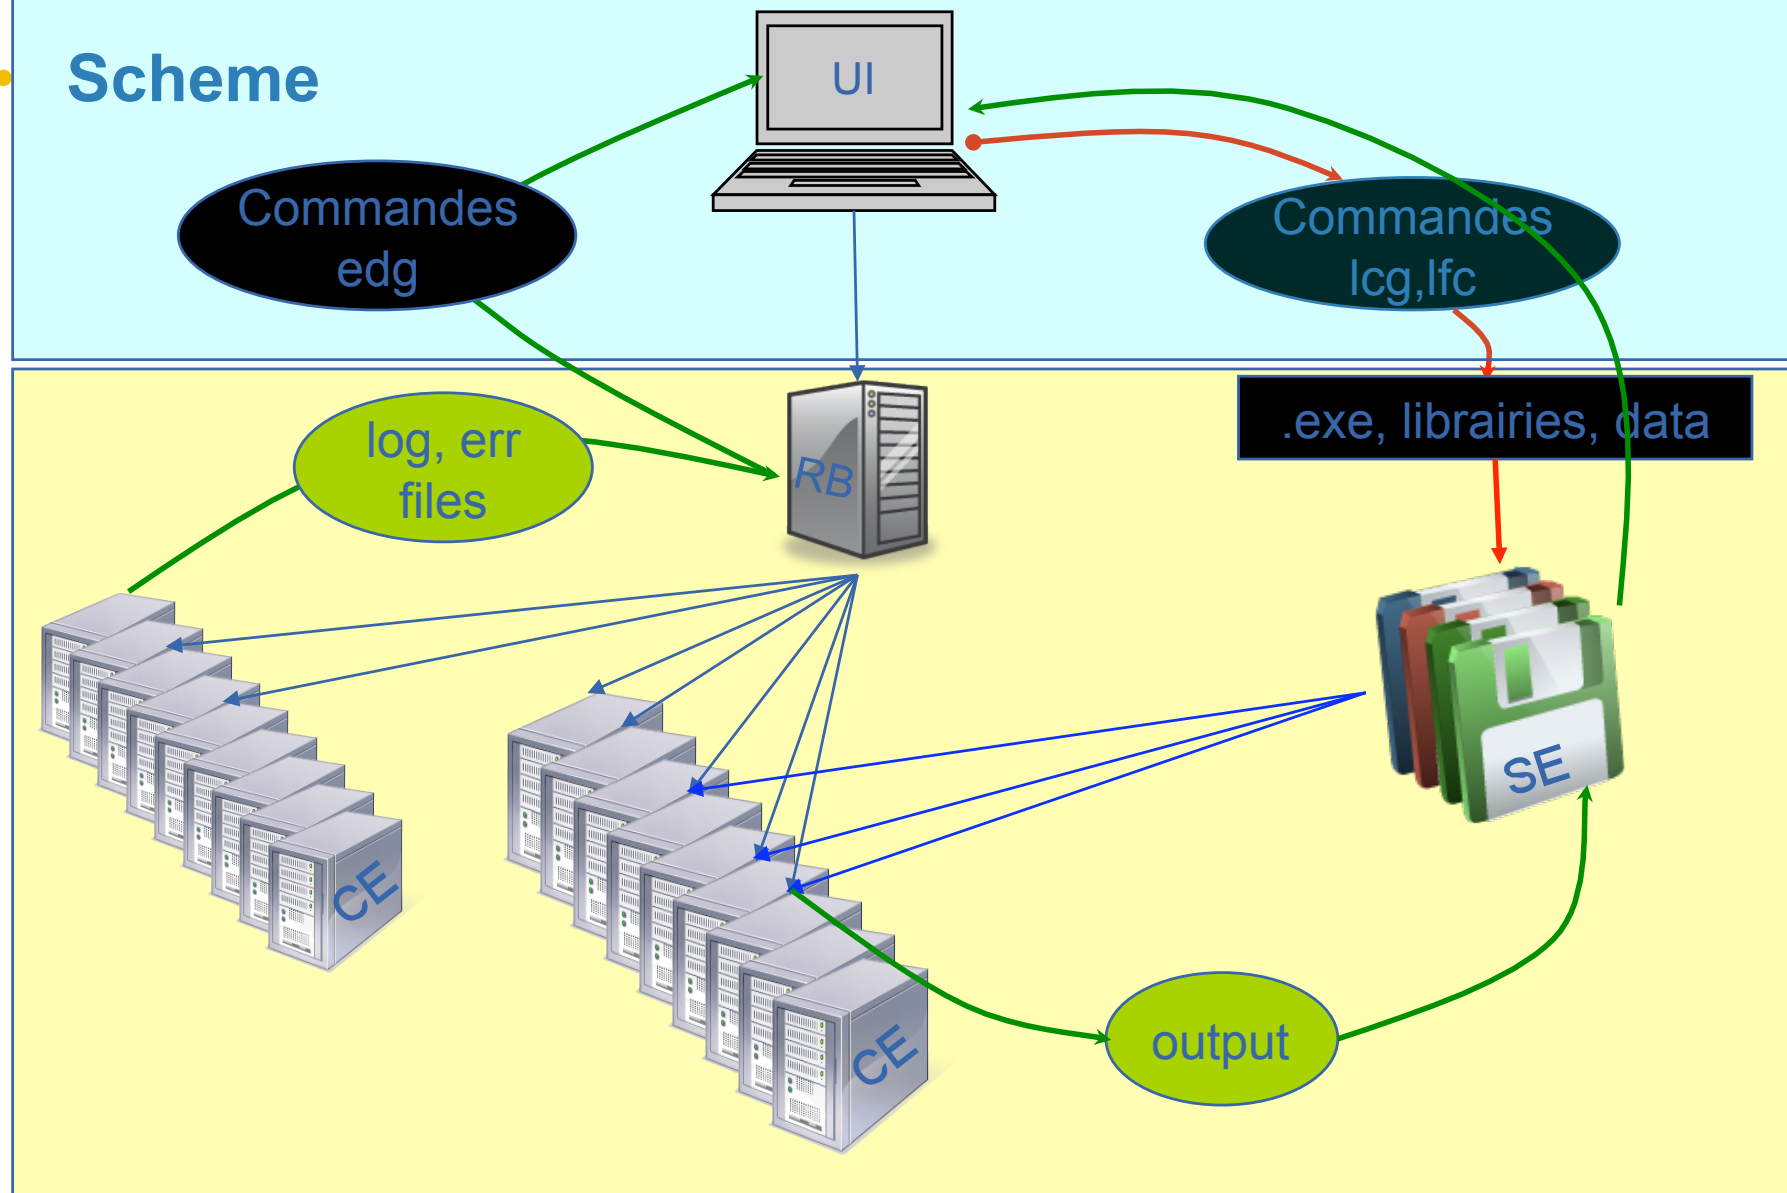 Scheme
UI
Commandes
edg
Commandes
lcg,lfc
.exe, librairies, data
log, err
files
RB
SE
CE
CE
output